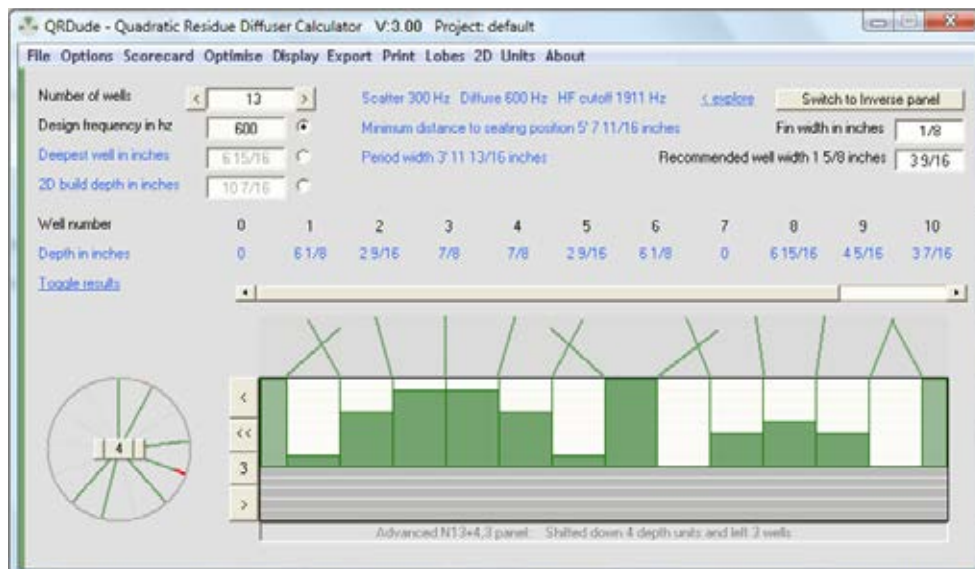 QRDude - Quadratic Residue Diffuser Calculator V:3.00 Project: default
File Options Scorecard Optimise Display Export Print Lobes 2D Units About
Number of wells < 13 > Scatter 300 Hz Diffuse 600 Hz HF cutoff 1911 Hz < explore Switch to Inverse panel
Design frequency in hz 600 Minimum distance to seating position 5' 7 11/16 inches Fin width in inches 1/8
Deepest well in inches 6 15/16 Period width 3' 11 13/16 inches Recommended well width 1 5/8 inches 3 9/16
2D build depth in inches 10 7/16
Well number 0 1 2 3 4 5 6 7 8 9 10
Depth in inches 0 6 1/8 2 9/16 7/8 7/8 2 9/16 6 1/8 0 6 15/16 4 5/16 3 7/16
Toggle results
<
<<
4
3
>
Advanced N13+4,3 panel: Shifted down 4 depth units and left 3 wells